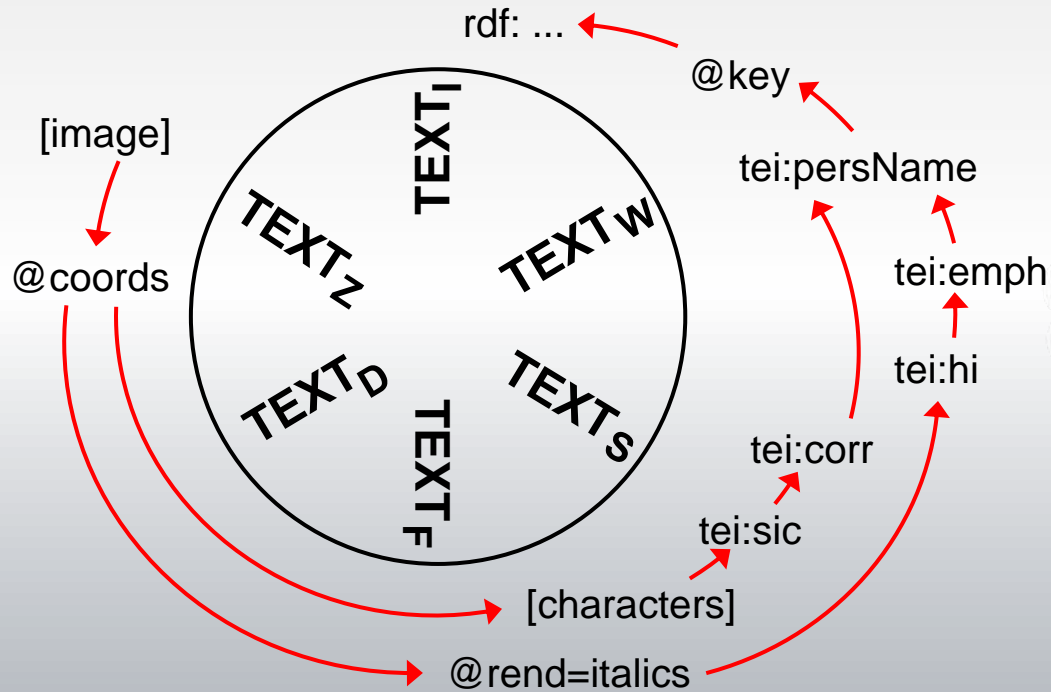 rdf: ...
@key
[image]
tei:persName
@coords
tei:emph
tei:hi
tei:corr
tei:sic
[characters]
@rend=italics
TEXTI
TEXTW
TEXTS
TEXTF
TEXTD
TEXTZ